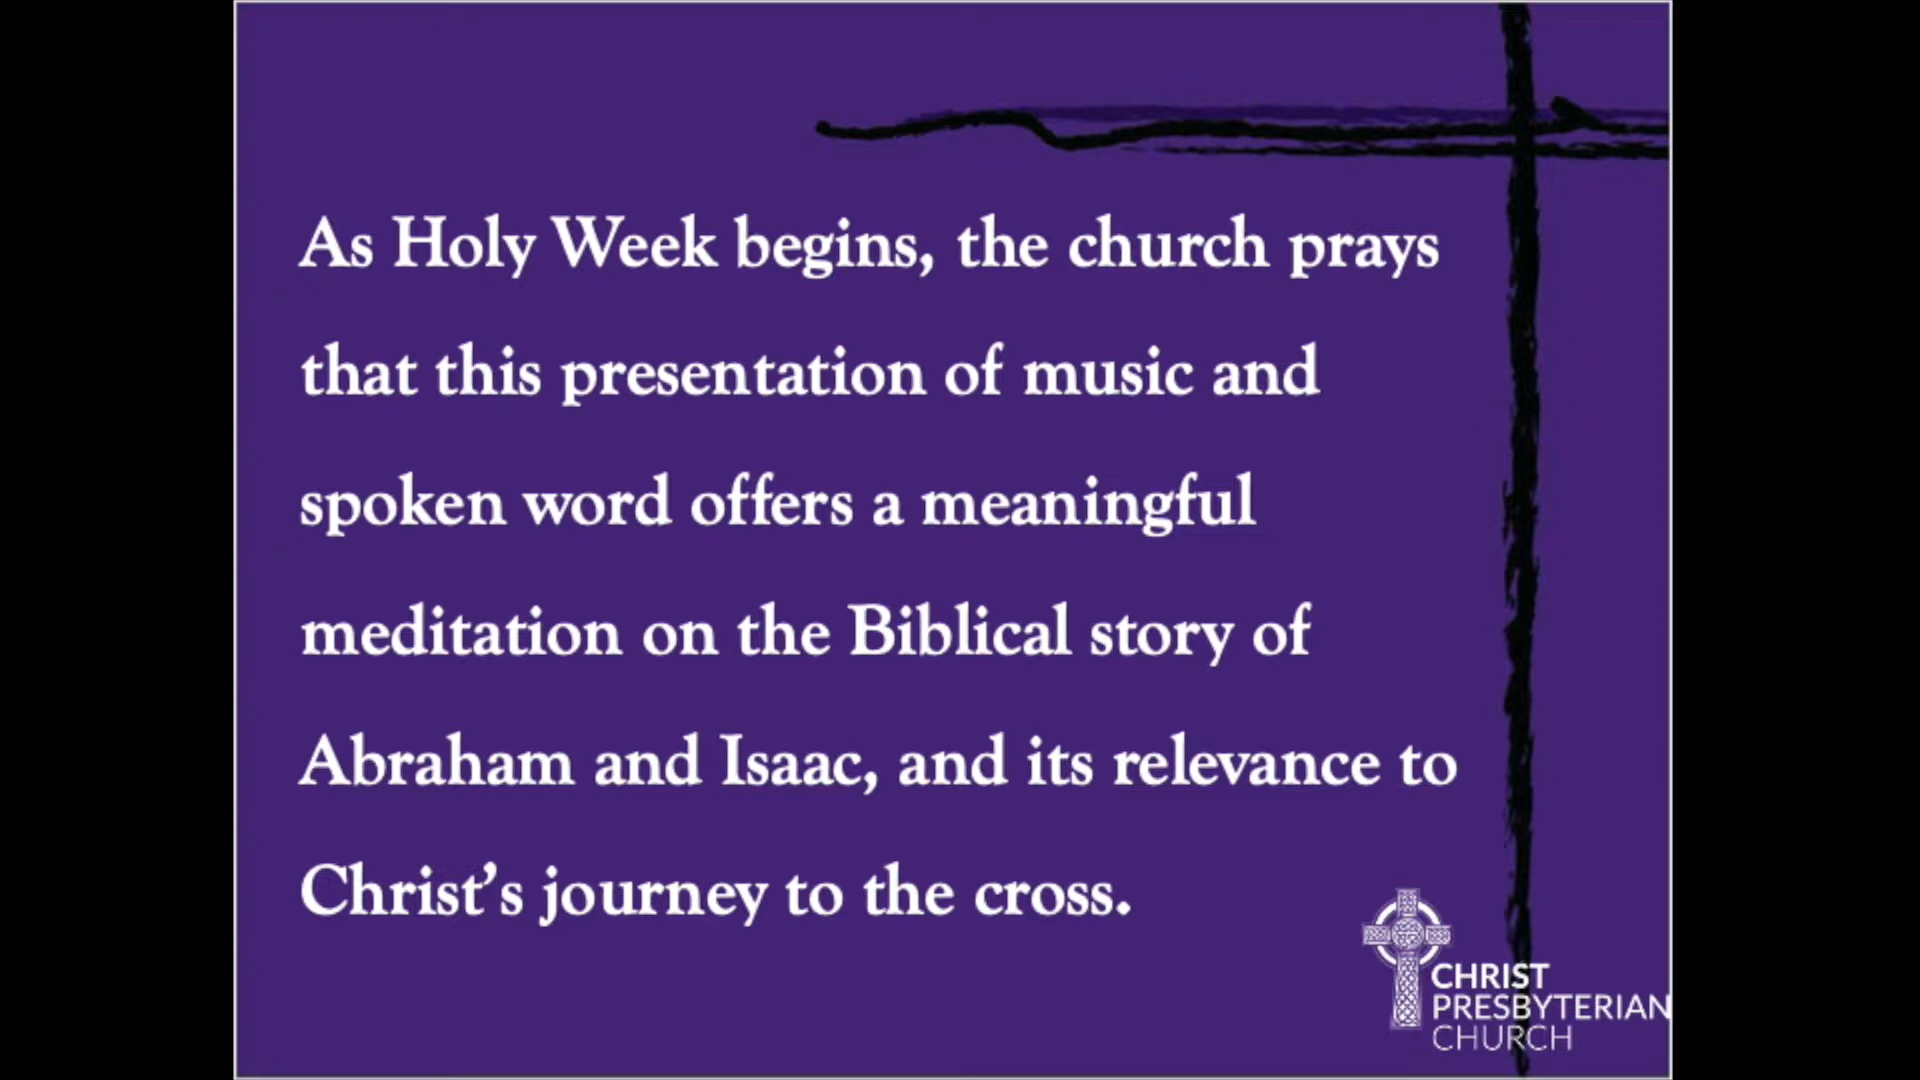 As Holy Week begins, the church prays
that this presentation of music and
spoken word offers a meaningful
meditation on the Biblical story of
Abraham and Isaac, and its relevance to
Christ’s journey to the cross.
CHRIST
PRESBYTERIAN
CHURCH